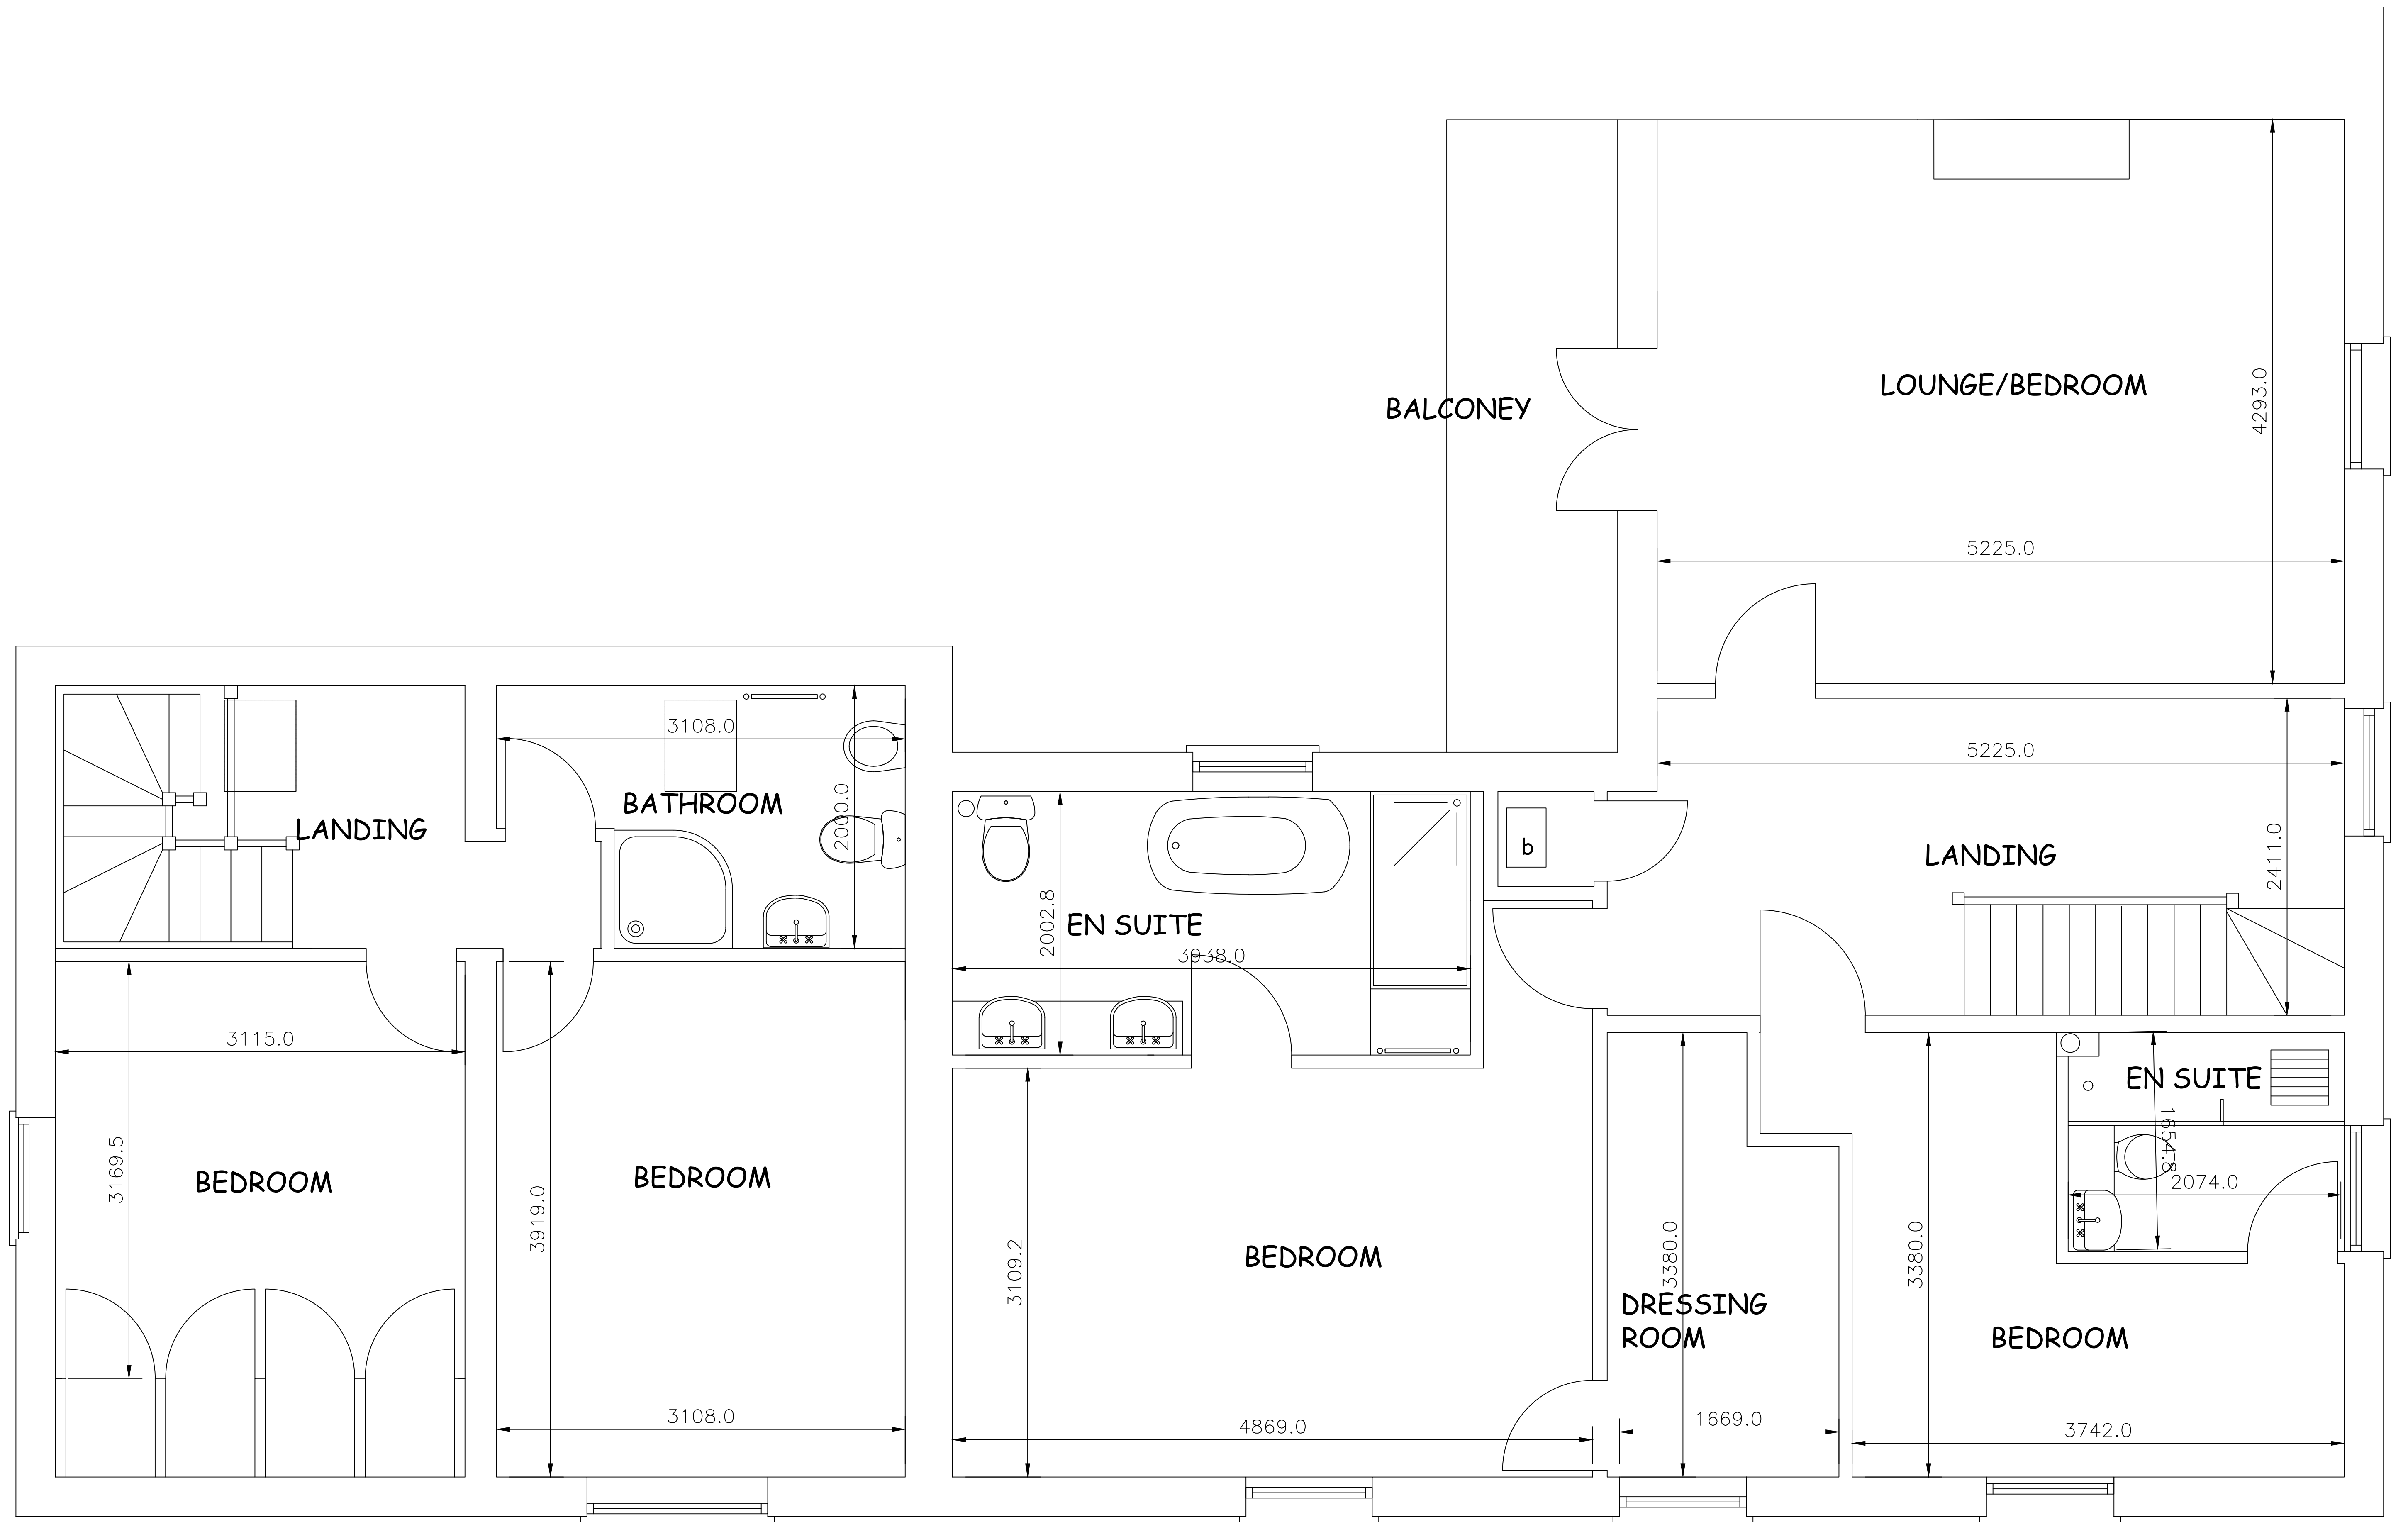 LOUNGE/BEDROOM
4293.0
BALCONEY
5225.0
3108.0
5225.0
BATHROOM
2000.0
LANDING
b
LANDING
2411.0
2002.8
EN SUITE
3938.0
3115.0
EN SUITE
1654.8
3169.5
BEDROOM
BEDROOM
2074.0
3919.0
3109.2
BEDROOM
3380.0
3380.0
DRESSING
ROOM
BEDROOM
3108.0
4869.0
1669.0
3742.0